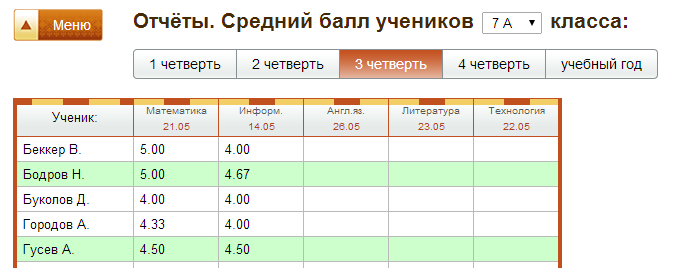 Меню
Отчёты. Средний балл учеников 7 А класса:
1 четверть 2 четверть 3 четверть 4 четверть учебный год
Ученик: Математика 21.05 Информ. 14.05 Англ.яз. 26.05 Литература 23.05 Технология 22.05
Беккер В. 5.00 4.00
Бодров Н. 5.00 4.67
Буколов Д. 4.00 4.00
Городов А. 4.33 4.00
Гусев А. 4.50 4.50